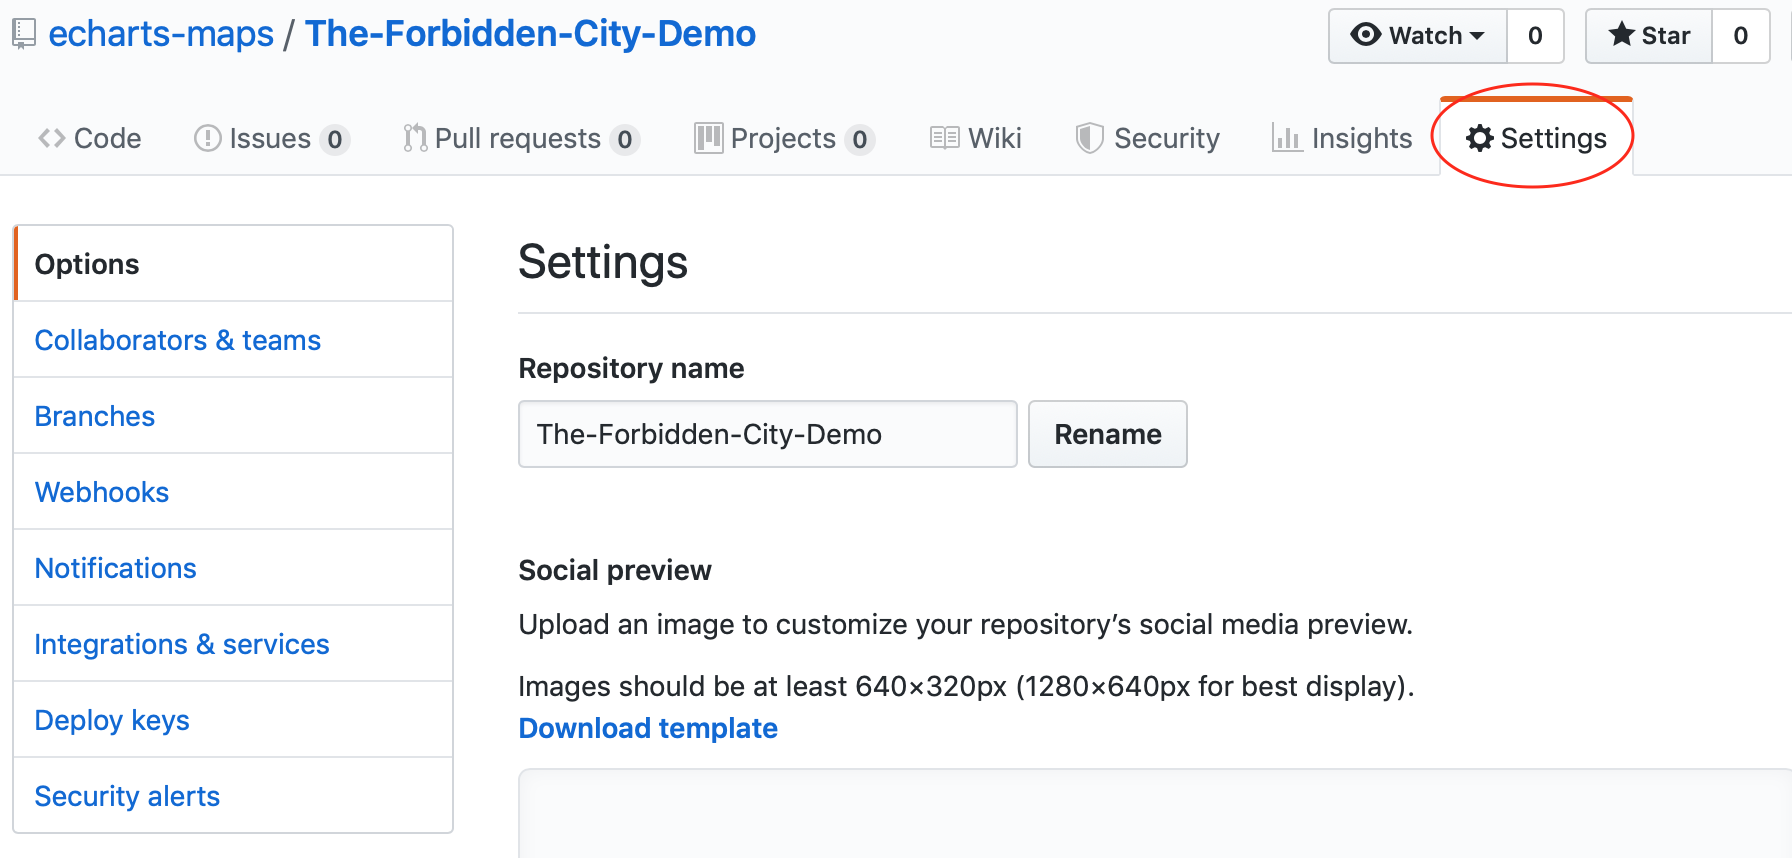 echarts-maps / The-Forbidden-City-Demo
Watch 0 Star 0
Code Issues 0 Pull requests 0 Projects 0 Wiki Security Insights Settings
Options
Collaborators & teams
Branches
Webhooks
Notifications
Integrations & services
Deploy keys
Security alerts
Settings
Repository name
The-Forbidden-City-Demo Rename
Social preview
Upload an image to customize your repository’s social media preview.
Images should be at least 640×320px (1280×640px for best display).
Download template